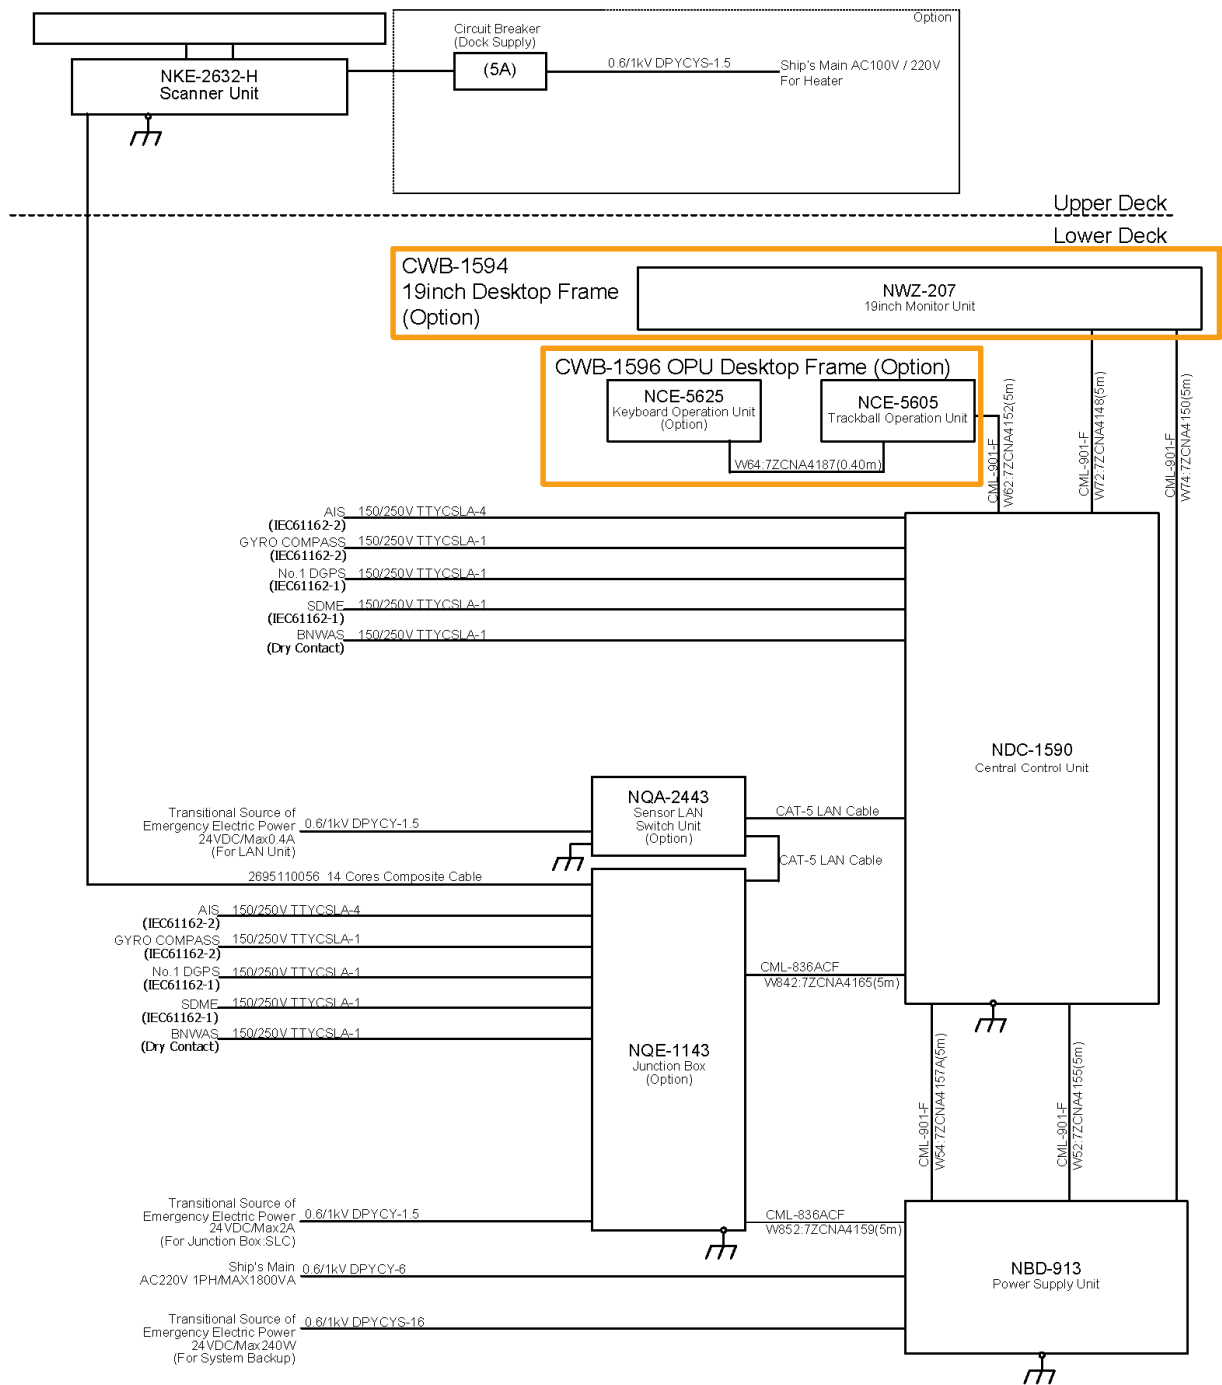 Option
Circuit Breaker
(Dock Supply)
(5A)
0.6/1kV DPYCYS-1.5
Ship's Main AC100V / 220V
For Heater
NKE-2632-H
Scanner Unit
Upper Deck
Lower Deck
CWB-1594
19inch Desktop Frame
(Option)
NWZ-207
19inch Monitor Unit
CWB-1596 OPU Desktop Frame (Option)
NCE-5625
Keyboard Operation Unit
(Option)
NCE-5605
Trackball Operation Unit
W64:7ZCNA4187(0.40m)
CML-901-F
W62:7ZCNA4152(5m)
CML-901-F
W72:7ZCNA4148(5m)
CML-901-F
W74:7ZCNA4150(5m)
AIS 150/250V TTYCSLA-4
(IEC61162-2)
GYRO COMPASS 150/250V TTYCSLA-1
(IEC61162-2)
No.1 DGPS 150/250V TTYCSLA-1
(IEC61162-1)
SDME 150/250V TTYCSLA-1
(IEC61162-1)
BNWAS 150/250V TTYCSLA-1
(Dry Contact)
NDC-1590
Central Control Unit
NQA-2443
Sensor LAN
Switch Unit
(Option)
CAT-5 LAN Cable
CAT-5 LAN Cable
Transitional Source of
Emergency Electric Power 0.6/1kV DPYCY-1.5
24VDC/Max0.4A
(For LAN Unit)
2695110056 14 Cores Composite Cable
AIS 150/250V TTYCSLA-4
(IEC61162-2)
GYRO COMPASS 150/250V TTYCSLA-1
(IEC61162-2)
No.1 DGPS 150/250V TTYCSLA-1
(IEC61162-1)
SDME 150/250V TTYCSLA-1
(IEC61162-1)
BNWAS 150/250V TTYCSLA-1
(Dry Contact)
CML-836ACF
W842:7ZCNA4165(5m)
NQE-1143
Junction Box
(Option)
CML-901-F
W54:7ZCNA4157A(5m)
CML-901-F
W52:7ZCNA4155(5m)
Transitional Source of
Emergency Electric Power 0.6/1kV DPYCY-1.5
24VDC/Max2A
(For Junction Box:SLC)
CML-836ACF
W852:7ZCNA4159(5m)
Ship's Main 0.6/1kV DPYCY-6
AC220V 1PH/MAX1800VA
NBD-913
Power Supply Unit
Transitional Source of 0.6/1kV DPYCYS-16
Emergency Electric Power
24VDC/Max240W
(For System Backup)